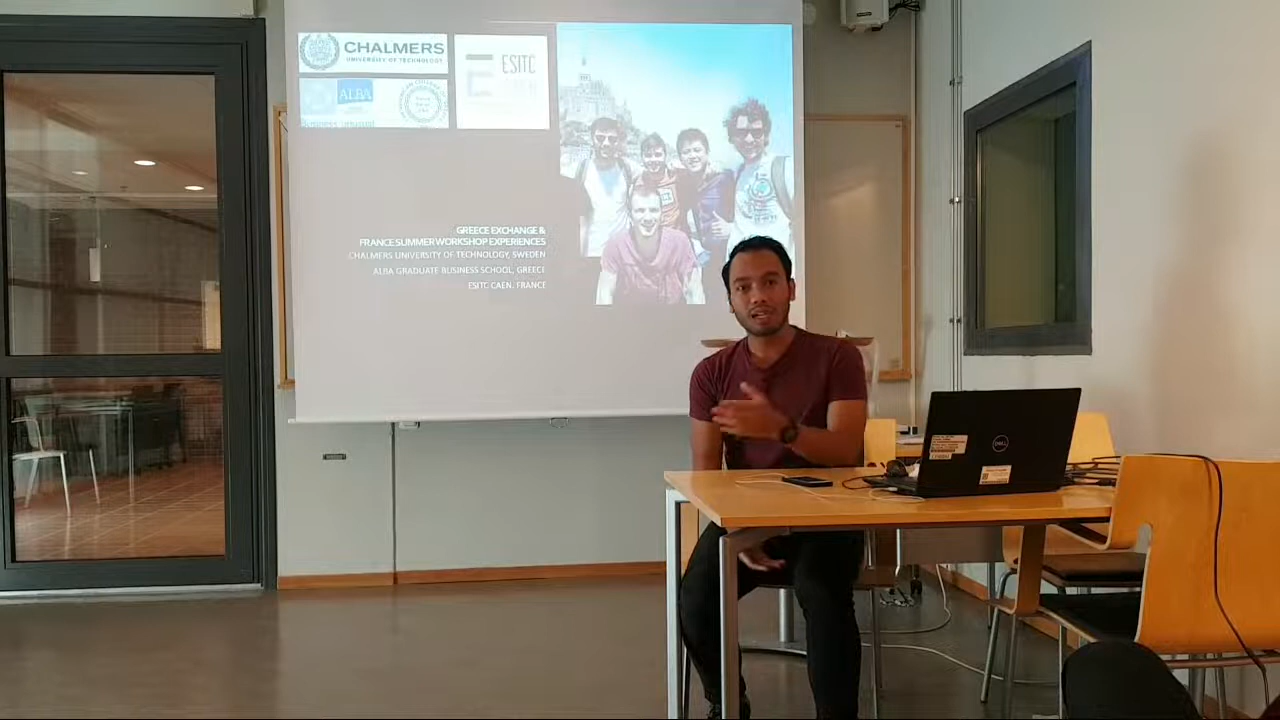 CHALMERS
UNIVERSITY OF TECHNOLOGY
ESITC
ALBA
GREECE EXCHANGE &
FRANCE SUMMER WORKSHOP EXPERIENCES
CHALMERS UNIVERSITY OF TECHNOLOGY, SWEDEN
ALBA GRADUATE BUSINESS SCHOOL, GREECE
ESITC CAEN, FRANCE
DELL